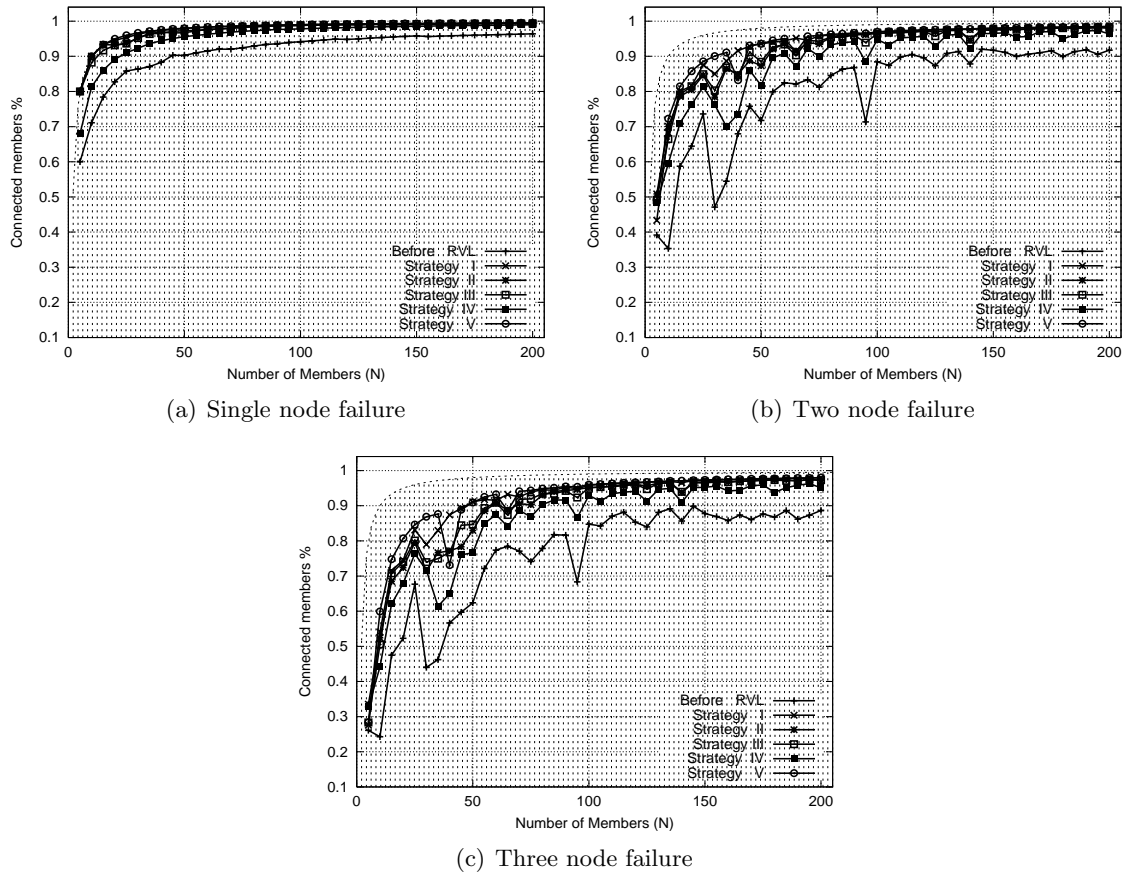 1
0.9
0.8
0.7
0.6
0.5
0.4
0.3
0.2
0.1
Connected members %
0 50 100 150 200
Number of Members (N)
Before RVL
Strategy I
Strategy II
Strategy III
Strategy IV
Strategy V
(a) Single node failure
1
0.9
0.8
0.7
0.6
0.5
0.4
0.3
0.2
0.1
Connected members %
0 50 100 150 200
Number of Members (N)
Before RVL
Strategy I
Strategy II
Strategy III
Strategy IV
Strategy V
(b) Two node failure
1
0.9
0.8
0.7
0.6
0.5
0.4
0.3
0.2
0.1
Connected members %
0 50 100 150 200
Number of Members (N)
Before RVL
Strategy I
Strategy II
Strategy III
Strategy IV
Strategy V
(c) Three node failure